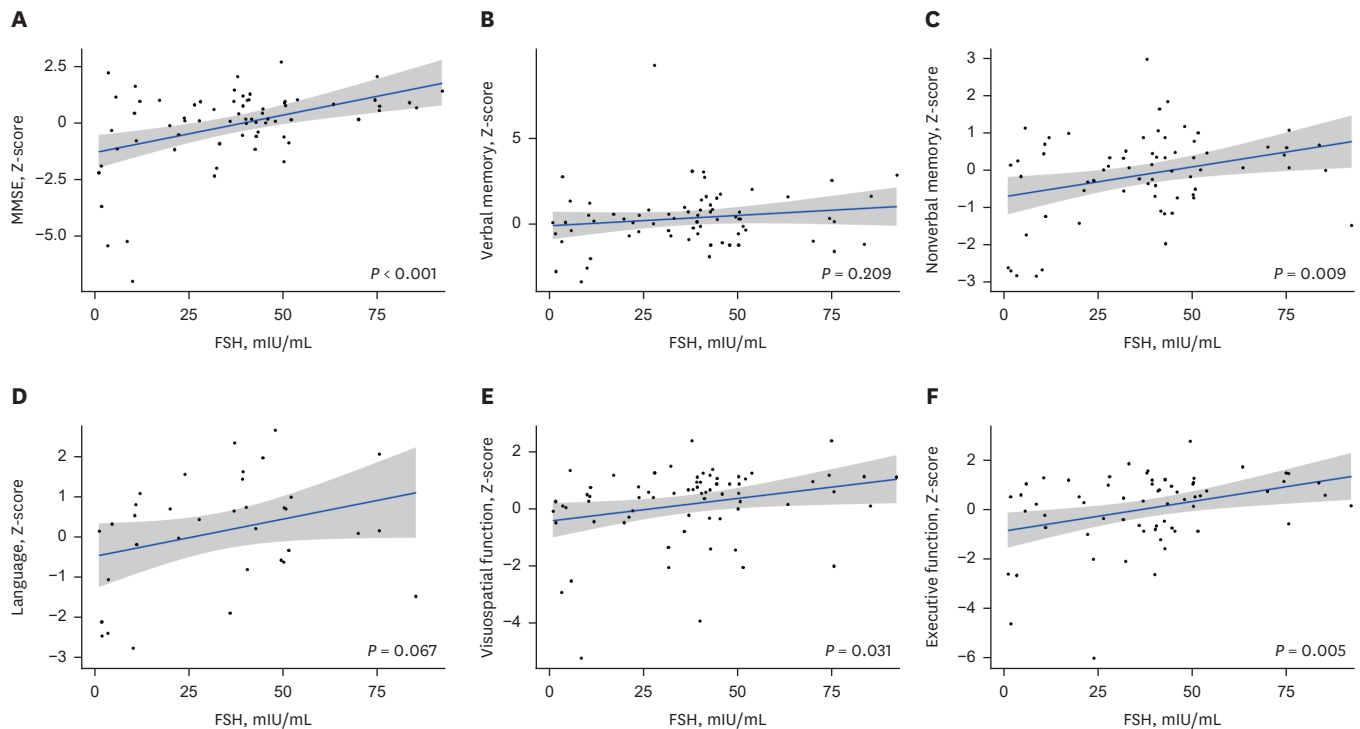 A
MMSE, Z-score
2.5
0
−2.5
−5.0
P < 0.001
0 25 50 75
FSH, mIU/mL
B
Verbal memory, Z-score
5
0
P = 0.209
0 25 50 75
FSH, mIU/mL
C
Nonverbal memory, Z-score
3
2
1
0
−1
−2
−3
P = 0.009
0 25 50 75
FSH, mIU/mL
D
Language, Z-score
2
1
0
−1
−2
−3
P = 0.067
0 25 50 75
FSH, mIU/mL
E
Visuospatial function, Z-score
2
0
−2
−4
P = 0.031
0 25 50 75
FSH, mIU/mL
F
Executive function, Z-score
2
0
−2
−4
−6
P = 0.005
0 25 50 75
FSH, mIU/mL